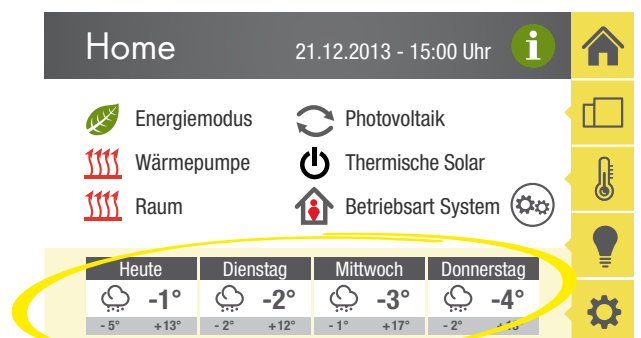 Home 21.12.2013 - 15:00 Uhr i
Energiemodus Photovoltaik
Wärmepumpe Thermische Solar
Raum Betriebsart System
Heute Dienstag Mittwoch Donnerstag
-1° -2° -3° -4°
- 5° +13° - 2° +12° - 1° +17° - 2°